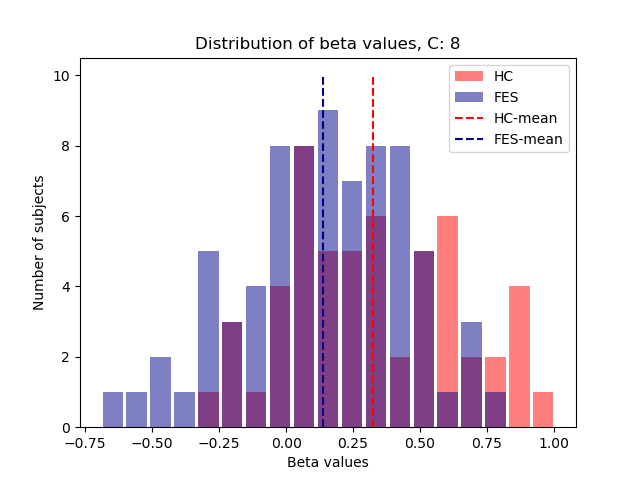 Distribution of beta values, C: 8
Number of subjects
10
8
6
4
2
0
HC
FES
HC-mean
FES-mean
−0.75 −0.50 −0.25 0.00 0.25 0.50 0.75 1.00
Beta values